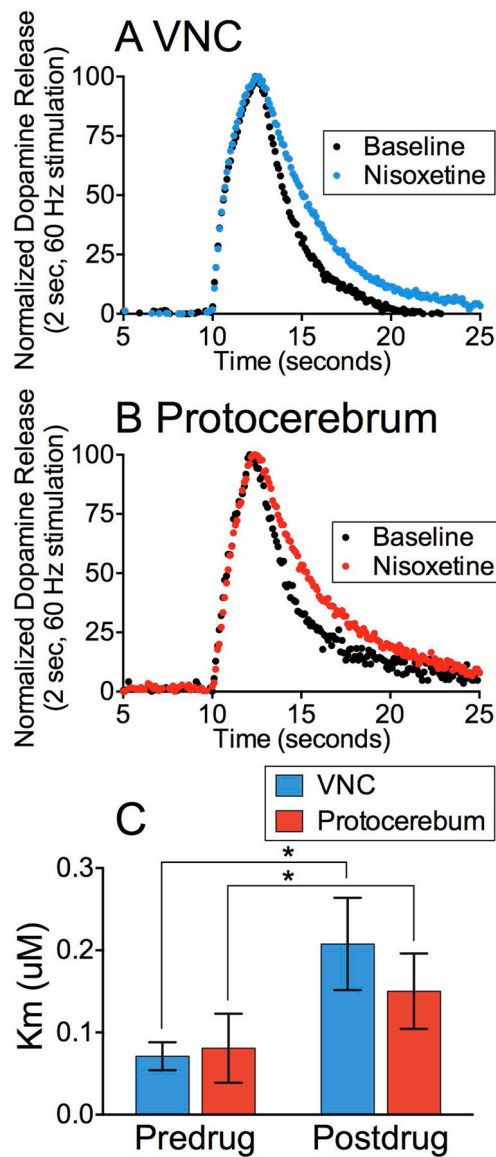 A VNC
Normalized Dopamine Release
(2 sec, 60 Hz stimulation)
100
75
50
25
0
Baseline
Nisoxetine
5 10 15 20 25
Time (seconds)
B Protocerebrum
Normalized Dopamine Release
(2 sec, 60 Hz stimulation)
100
75
50
25
0
Baseline
Nisoxetine
5 10 15 20 25
Time (seconds)
C
VNC
Protocerebum
Km (uM)
0.3
0.2
0.1
0.0
*
*
Predrug Postdrug